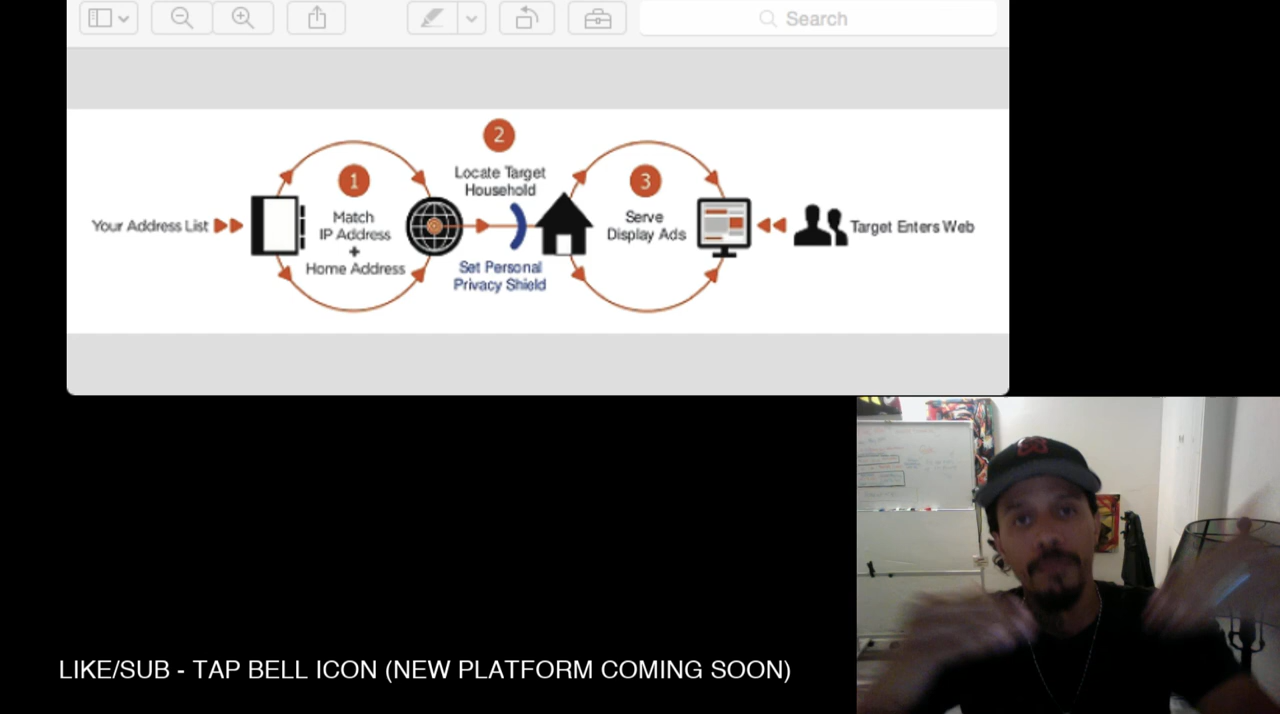 Search
2
Locate Target
Household
1
3
Match
IP Address
+
Home Address
Serve
Display Ads
Your Address List
Target Enters Web
Set Personal
Privacy Shield
LIKE/SUB - TAP BELL ICON (NEW PLATFORM COMING SOON)